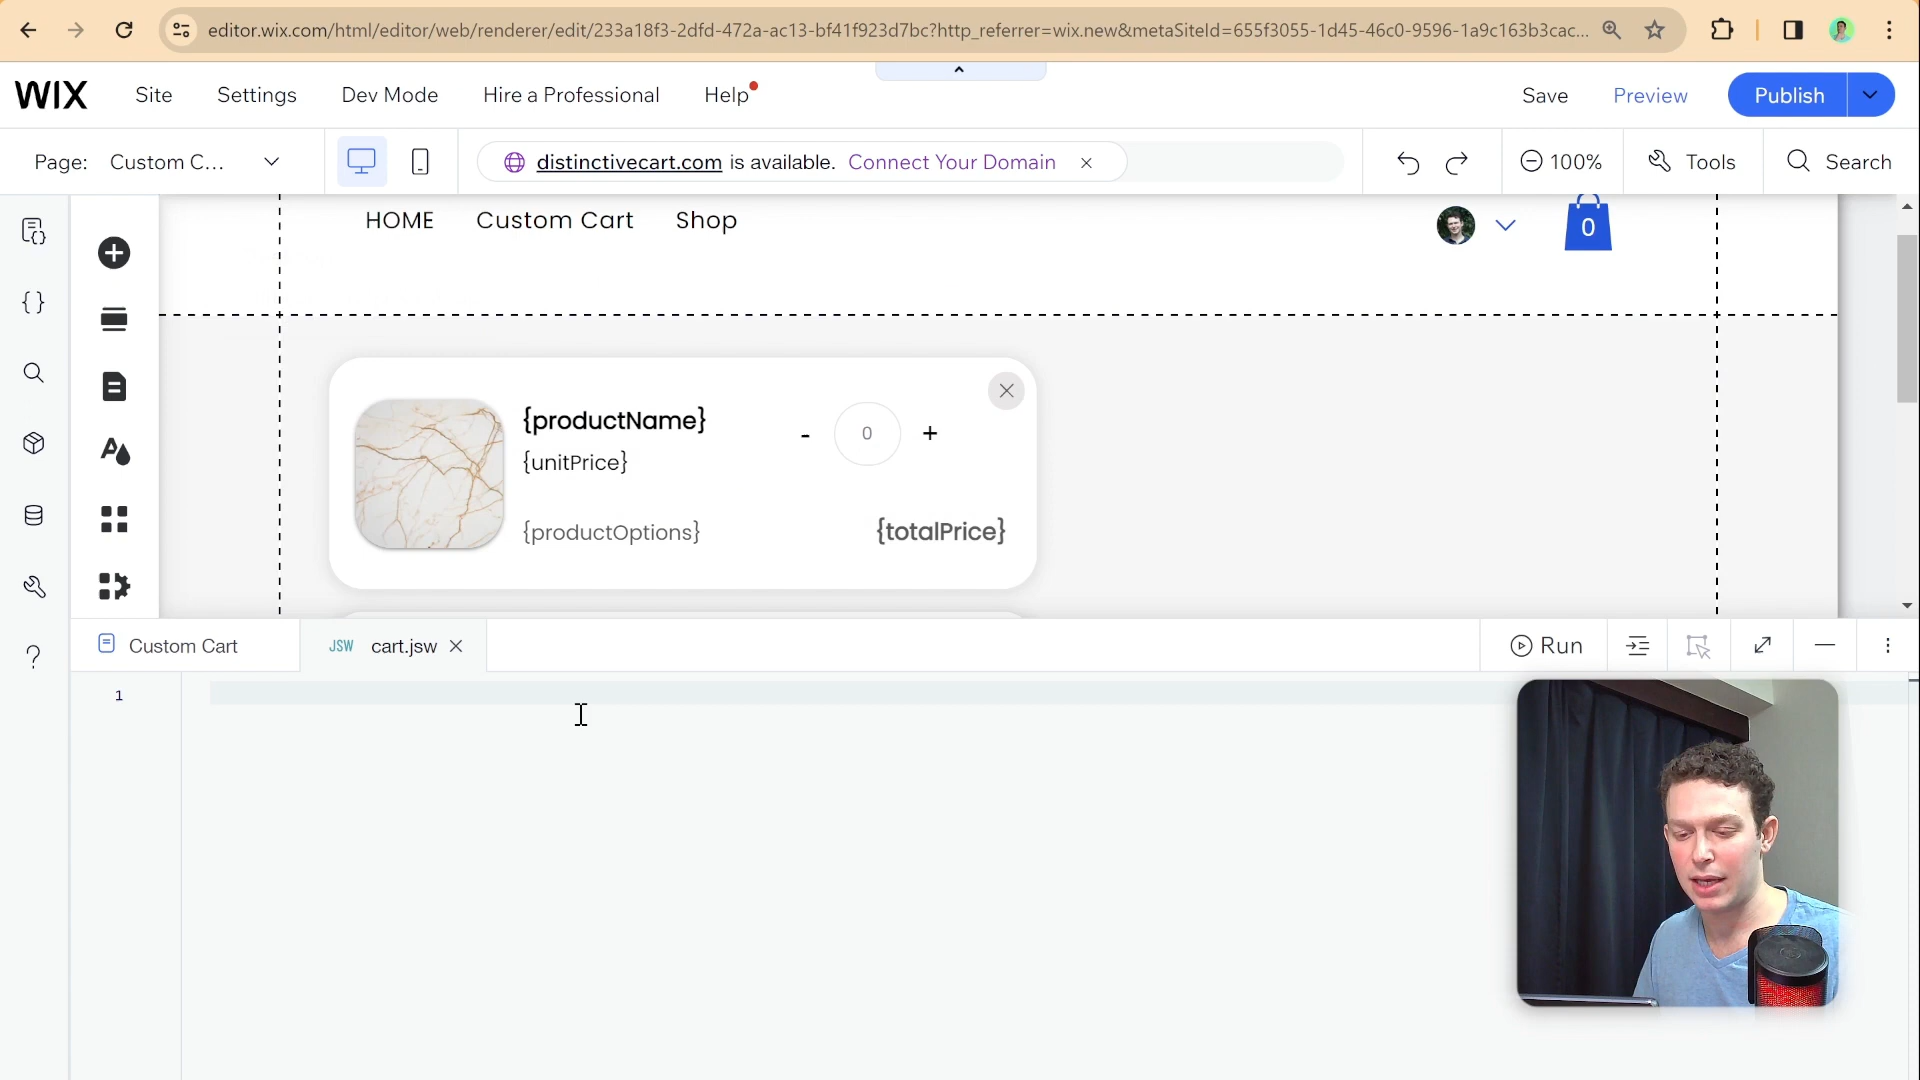 editor.wix.com/html/editor/web/renderer/edit/233a18f3-2dfd-472a-ac13-bf41f923d7bc?http_referrer=wix.new&metaSiteId=655f3055-1d45-46c0-9596-1a9c163b3cac...
WIX Site Settings Dev Mode Hire a Professional Help Save Preview Publish
Page: Custom C... distinctivecart.com is available. Connect Your Domain 100% Tools Search
HOME Custom Cart Shop 0
{productName} - 0 +
{unitPrice}
{productOptions} {totalPrice}
Custom Cart JSW cart.jsw Run
1